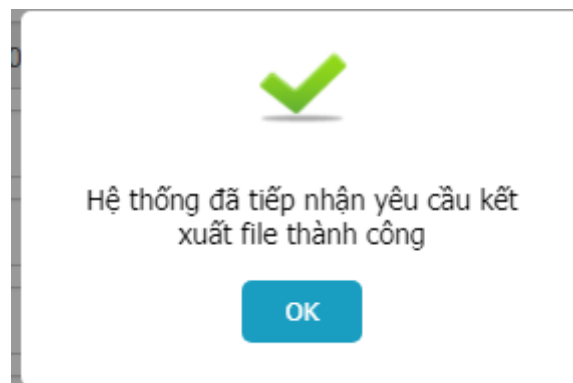 Hệ thống đã tiếp nhận yêu cầu kết
xuất file thành công
OK